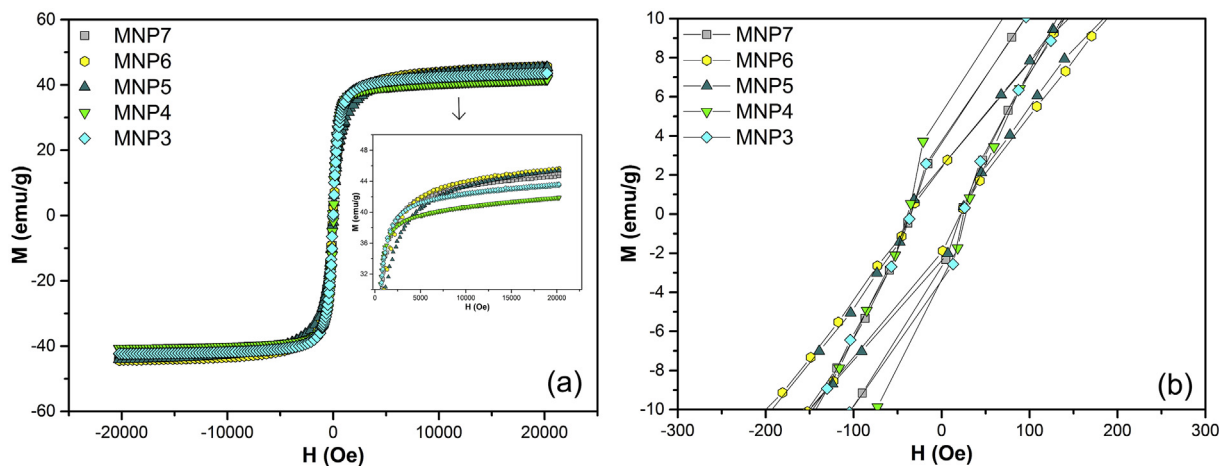 60
40
20
0
-20
-40
-60
M (emu/g)
-20000 -10000 0 10000 20000
H (Oe)
MNP7
MNP6
MNP5
MNP4
MNP3
48
44
40
36
32
M (emu/g)
0 5000 10000 15000 20000
H (Oe)
(a)
10
8
6
4
2
0
-2
-4
-6
-8
-10
M (emu/g)
-300 -200 -100 0 100 200 300
H (Oe)
MNP7
MNP6
MNP5
MNP4
MNP3
(b)